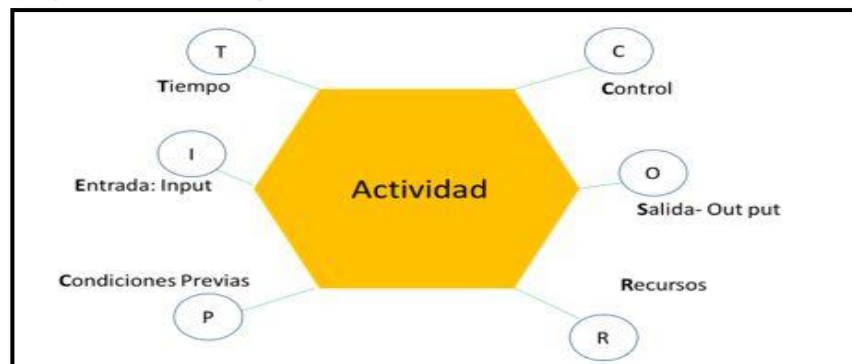 T
C
Tiempo
Control
I
O
Entrada: Input
Actividad
Salida- Out put
Condiciones Previas
Recursos
P
R